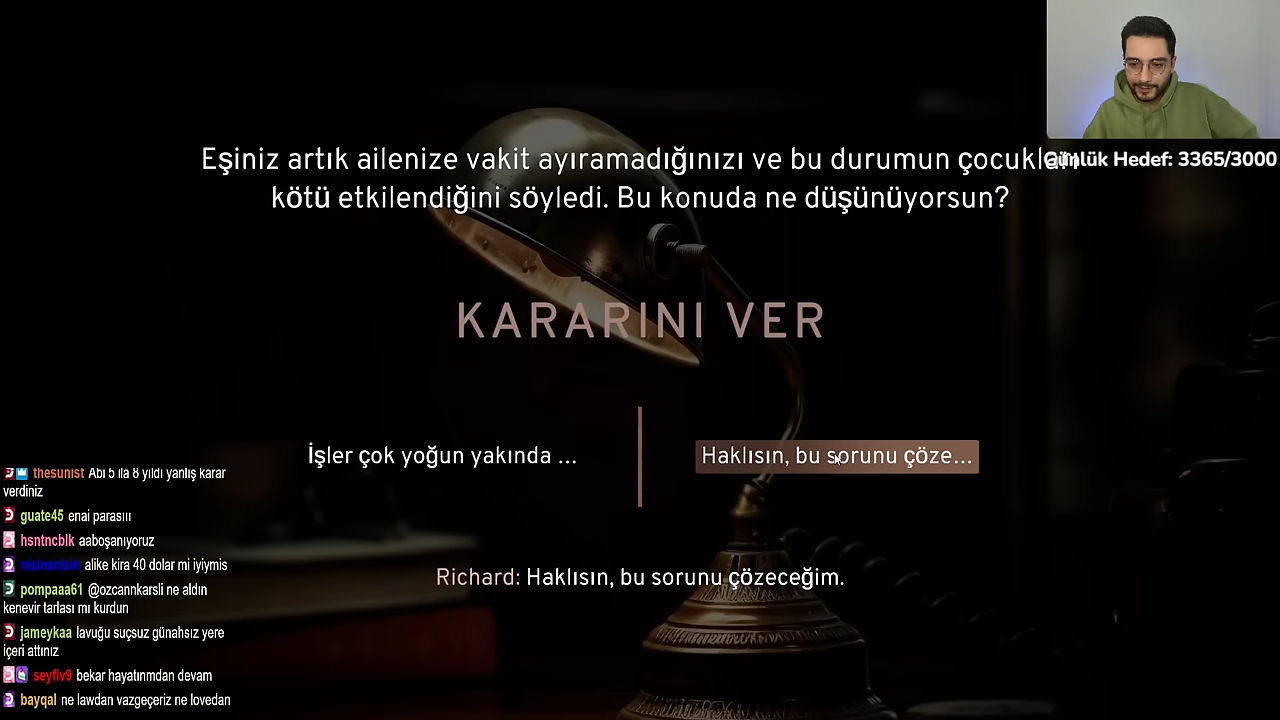 Eşiniz artık ailenize vakit ayıramadığınızı ve bu durumun çocukları
kötü etkilendiğini söyledi. Bu konuda ne düşünüyorsun?
Günlük Hedef: 3365/3000
KARARINI VER
İşler çok yoğun yakında ...
Haklısın, bu sorunu çöze...
Richard: Haklısın, bu sorunu çözeceğim.
thesunist Abi 5 ila 8 yıldı yanlış karar
verdiniz
guate45 enai parasııı
hsntncblk aaboşanıyoruz
nisinsnisin alike kira 40 dolar mi iyiymis
pompaaa61 @ozcannkarsli ne aldın
kenevir tarlası mı kurdun
jameykaa lavuğu suçsuz günahsız yere
içeri attınız
seyfiv9 bekar hayatınmdan devam
bayqal ne lawdan vazgeçeriz ne lovedan